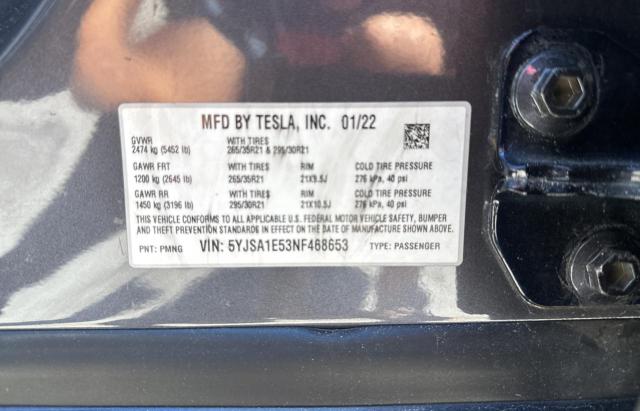 MFD BY TESLA, INC. 01/22
GVWR WITH TIRES
2474 kg (5452 lb) 265/35R21 & 295/30R21
GAWR FRT WITH TIRES RIM COLD TIRE PRESSURE
1200 kg (2645 lb) 265/35R21 21X9.5J 276 kPa, 40 psi
GAWR RR WITH TIRES RIM COLD TIRE PRESSURE
1450 kg (3196 lb) 295/30R21 21X10.5J 276 kPa, 40 psi
THIS VEHICLE CONFORMS TO ALL APPLICABLE U.S. FEDERAL MOTOR VEHICLE SAFETY, BUMPER
AND THEFT PREVENTION STANDARDS IN EFFECT ON THE DATE OF MANUFACTURE SHOWN ABOVE.
PNT: PMNG VIN: 5YJSA1E53NF468653 TYPE: PASSENGER